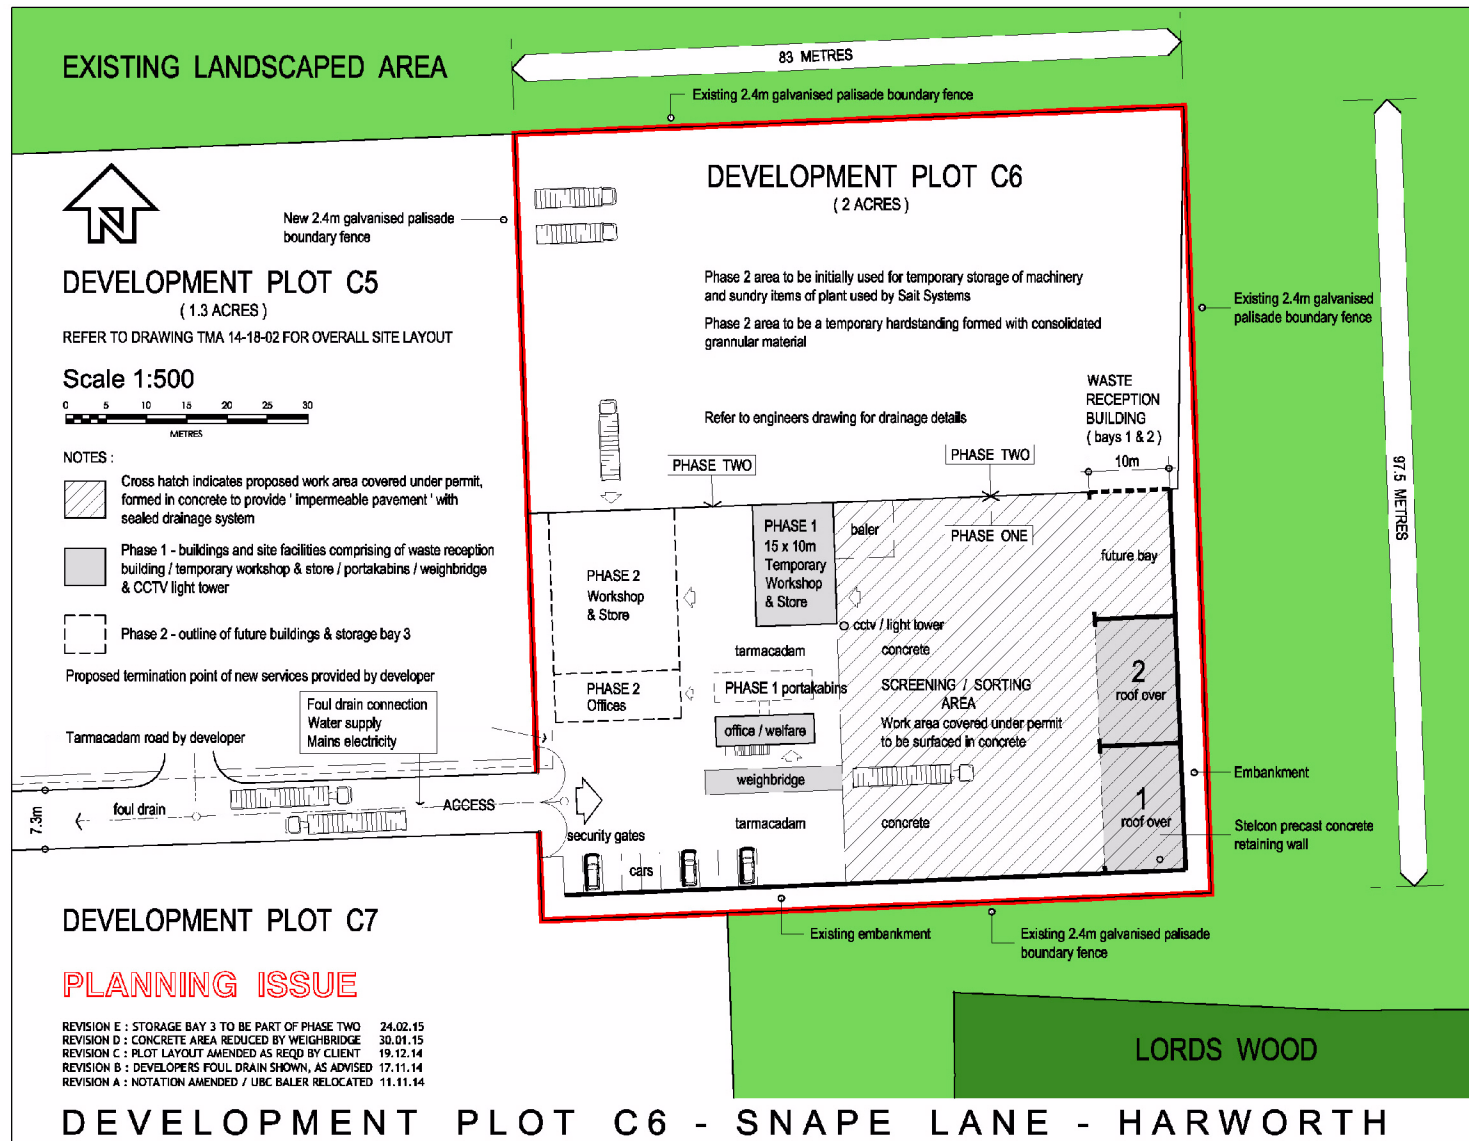 EXISTING LANDSCAPED AREA
83 METRES
Existing 2.4m galvanised palisade boundary fence
DEVELOPMENT PLOT C6
( 2 ACRES )
N
New 2.4m galvanised palisade
boundary fence
DEVELOPMENT PLOT C5
( 1.3 ACRES )
REFER TO DRAWING TMA 14-18-02 FOR OVERALL SITE LAYOUT
Phase 2 area to be initially used for temporary storage of machinery
and sundry items of plant used by Sait Systems
Phase 2 area to be a temporary hardstanding formed with consolidated
grannular material
Existing 2.4m galvanised
palisade boundary fence
Scale 1:500
0 5 10 15 20 25 30
METRES
Refer to engineers drawing for drainage details
WASTE
RECEPTION
BUILDING
( bays 1 & 2 )
10m
97.5 METRES
NOTES :
Cross hatch indicates proposed work area covered under permit,
formed in concrete to provide ' impermeable pavement ' with
sealed drainage system
Phase 1 - buildings and site facilities comprising of waste reception
building / temporary workshop & store / portakabins / weighbridge
& CCTV light tower
Phase 2 - outline of future buildings & storage bay 3
Proposed termination point of new services provided by developer
Foul drain connection
Water supply
Mains electricity
Tarmacadam road by developer
PHASE TWO
PHASE TWO
PHASE ONE
PHASE 1
15 x 10m
Temporary
Workshop
& Store
baler
future bay
PHASE 2
Workshop
& Store
cctv / light tower
tarmacadam
concrete
PHASE 2
Offices
PHASE 1 portakabins
SCREENING / SORTING
AREA
Work area covered under permit
to be surfaced in concrete
2
roof over
office / welfare
weighbridge
Embankment
7.3m
foul drain
ACCESS
security gates
tarmacadam
concrete
1
roof over
Stelcon precast concrete
retaining wall
cars
DEVELOPMENT PLOT C7
Existing embankment
Existing 2.4m galvanised palisade
boundary fence
PLANNING ISSUE
REVISION E : STORAGE BAY 3 TO BE PART OF PHASE TWO 24.02.15
REVISION D : CONCRETE AREA REDUCED BY WEIGHBRIDGE 30.01.15
REVISION C : PLOT LAYOUT AMENDED AS REQD BY CLIENT 19.12.14
REVISION B : DEVELOPERS FOUL DRAIN SHOWN, AS ADVISED 17.11.14
REVISION A : NOTATION AMENDED / UBC BALER RELOCATED 11.11.14
LORDS WOOD
DEVELOPMENT PLOT C6 - SNAPE LANE - HARWORTH